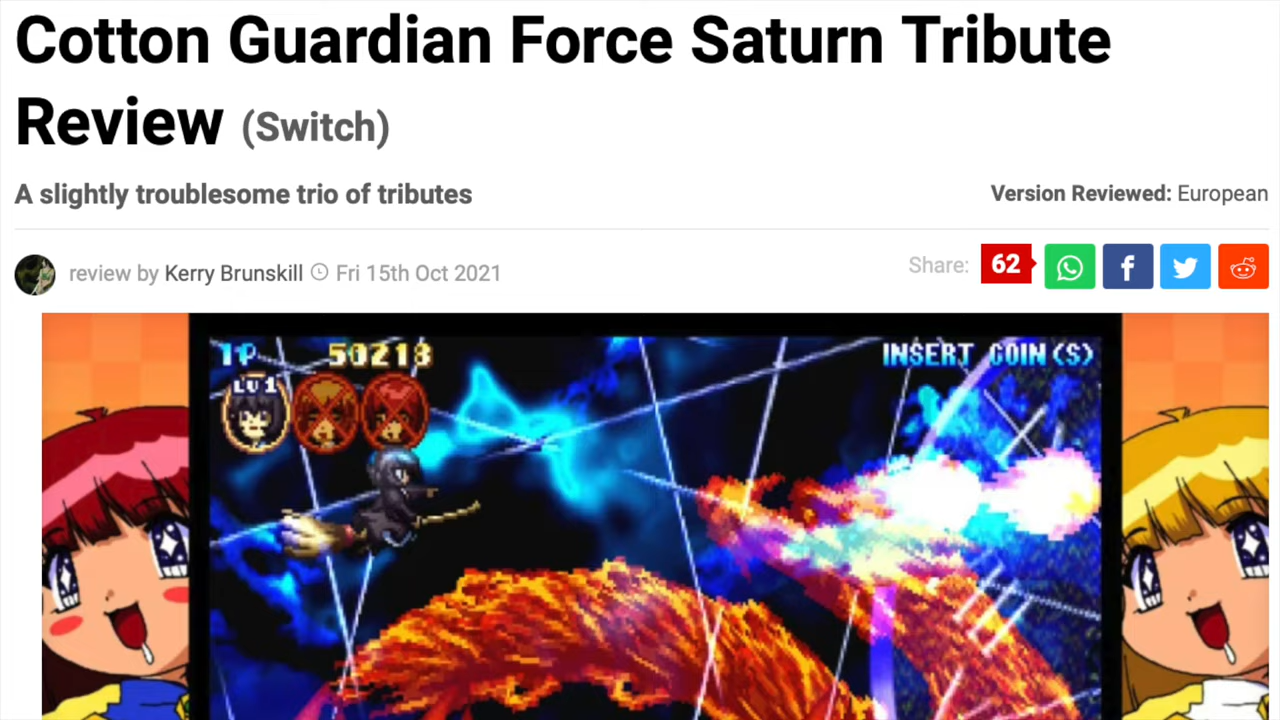 Cotton Guardian Force Saturn Tribute
Review (Switch)
A slightly troublesome trio of tributes
Version Reviewed: European
review by Kerry Brunskill Fri 15th Oct 2021
Share: 62
1P 50218 INSERT COIN(S)
LV1